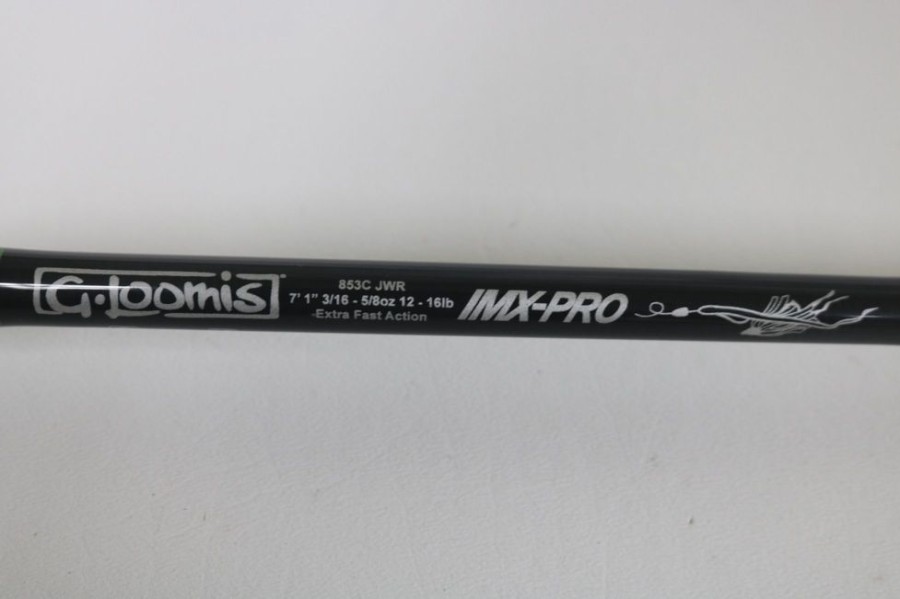 G.Loomis
853C JWR
7' 1" 3/16 - 5/8oz 12 - 16lb
-Extra Fast Action
IMX-PRO